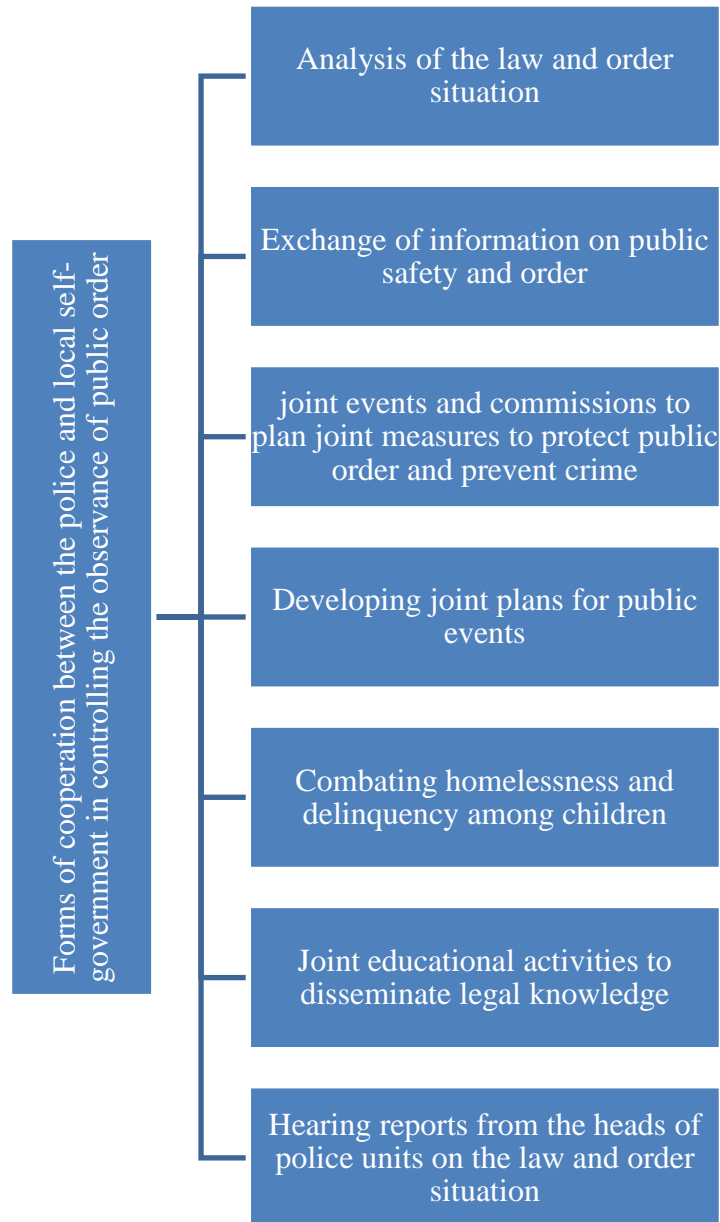 Forms of cooperation between the police and local self-
government in controlling the observance of public order
Analysis of the law and order
situation
Exchange of information on public
safety and order
joint events and commissions to
plan joint measures to protect public
order and prevent crime
Developing joint plans for public
events
Combating homelessness and
delinquency among children
Joint educational activities to
disseminate legal knowledge
Hearing reports from the heads of
police units on the law and order
situation